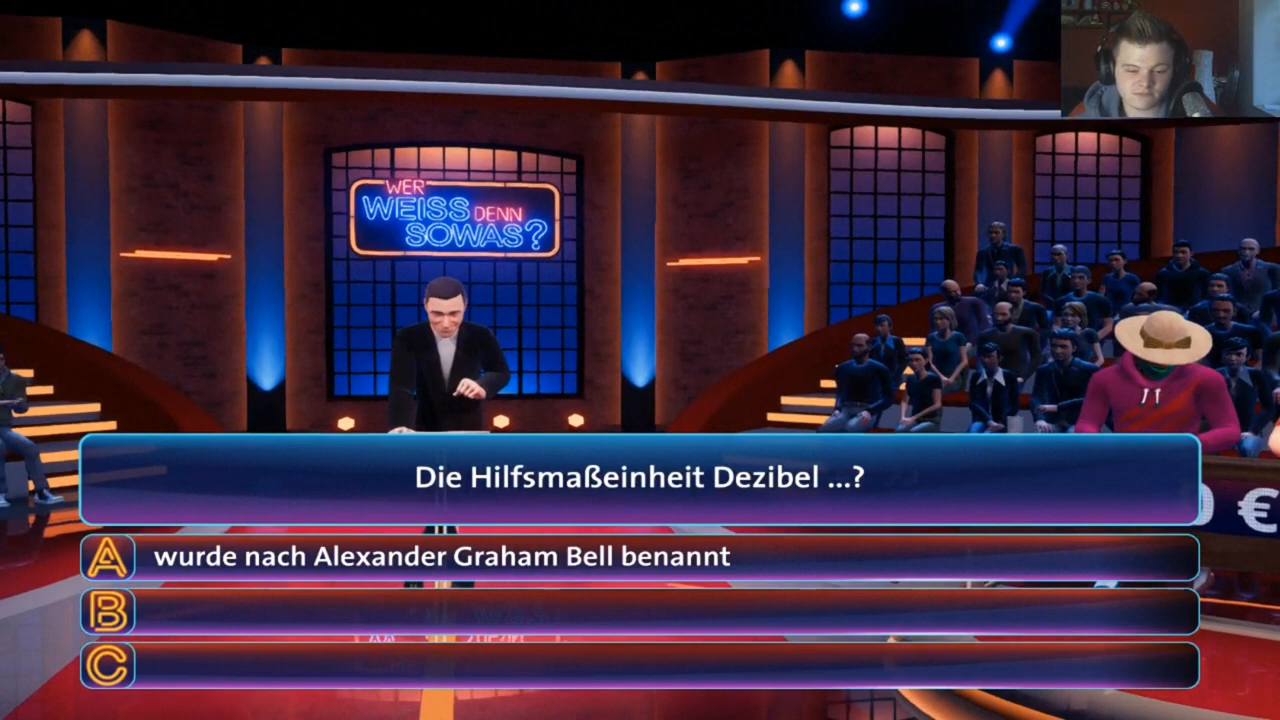 WER
WEISS DENN
SOWAS?
Die Hilfsmaßeinheit Dezibel ...?
€
A wurde nach Alexander Graham Bell benannt
B
C